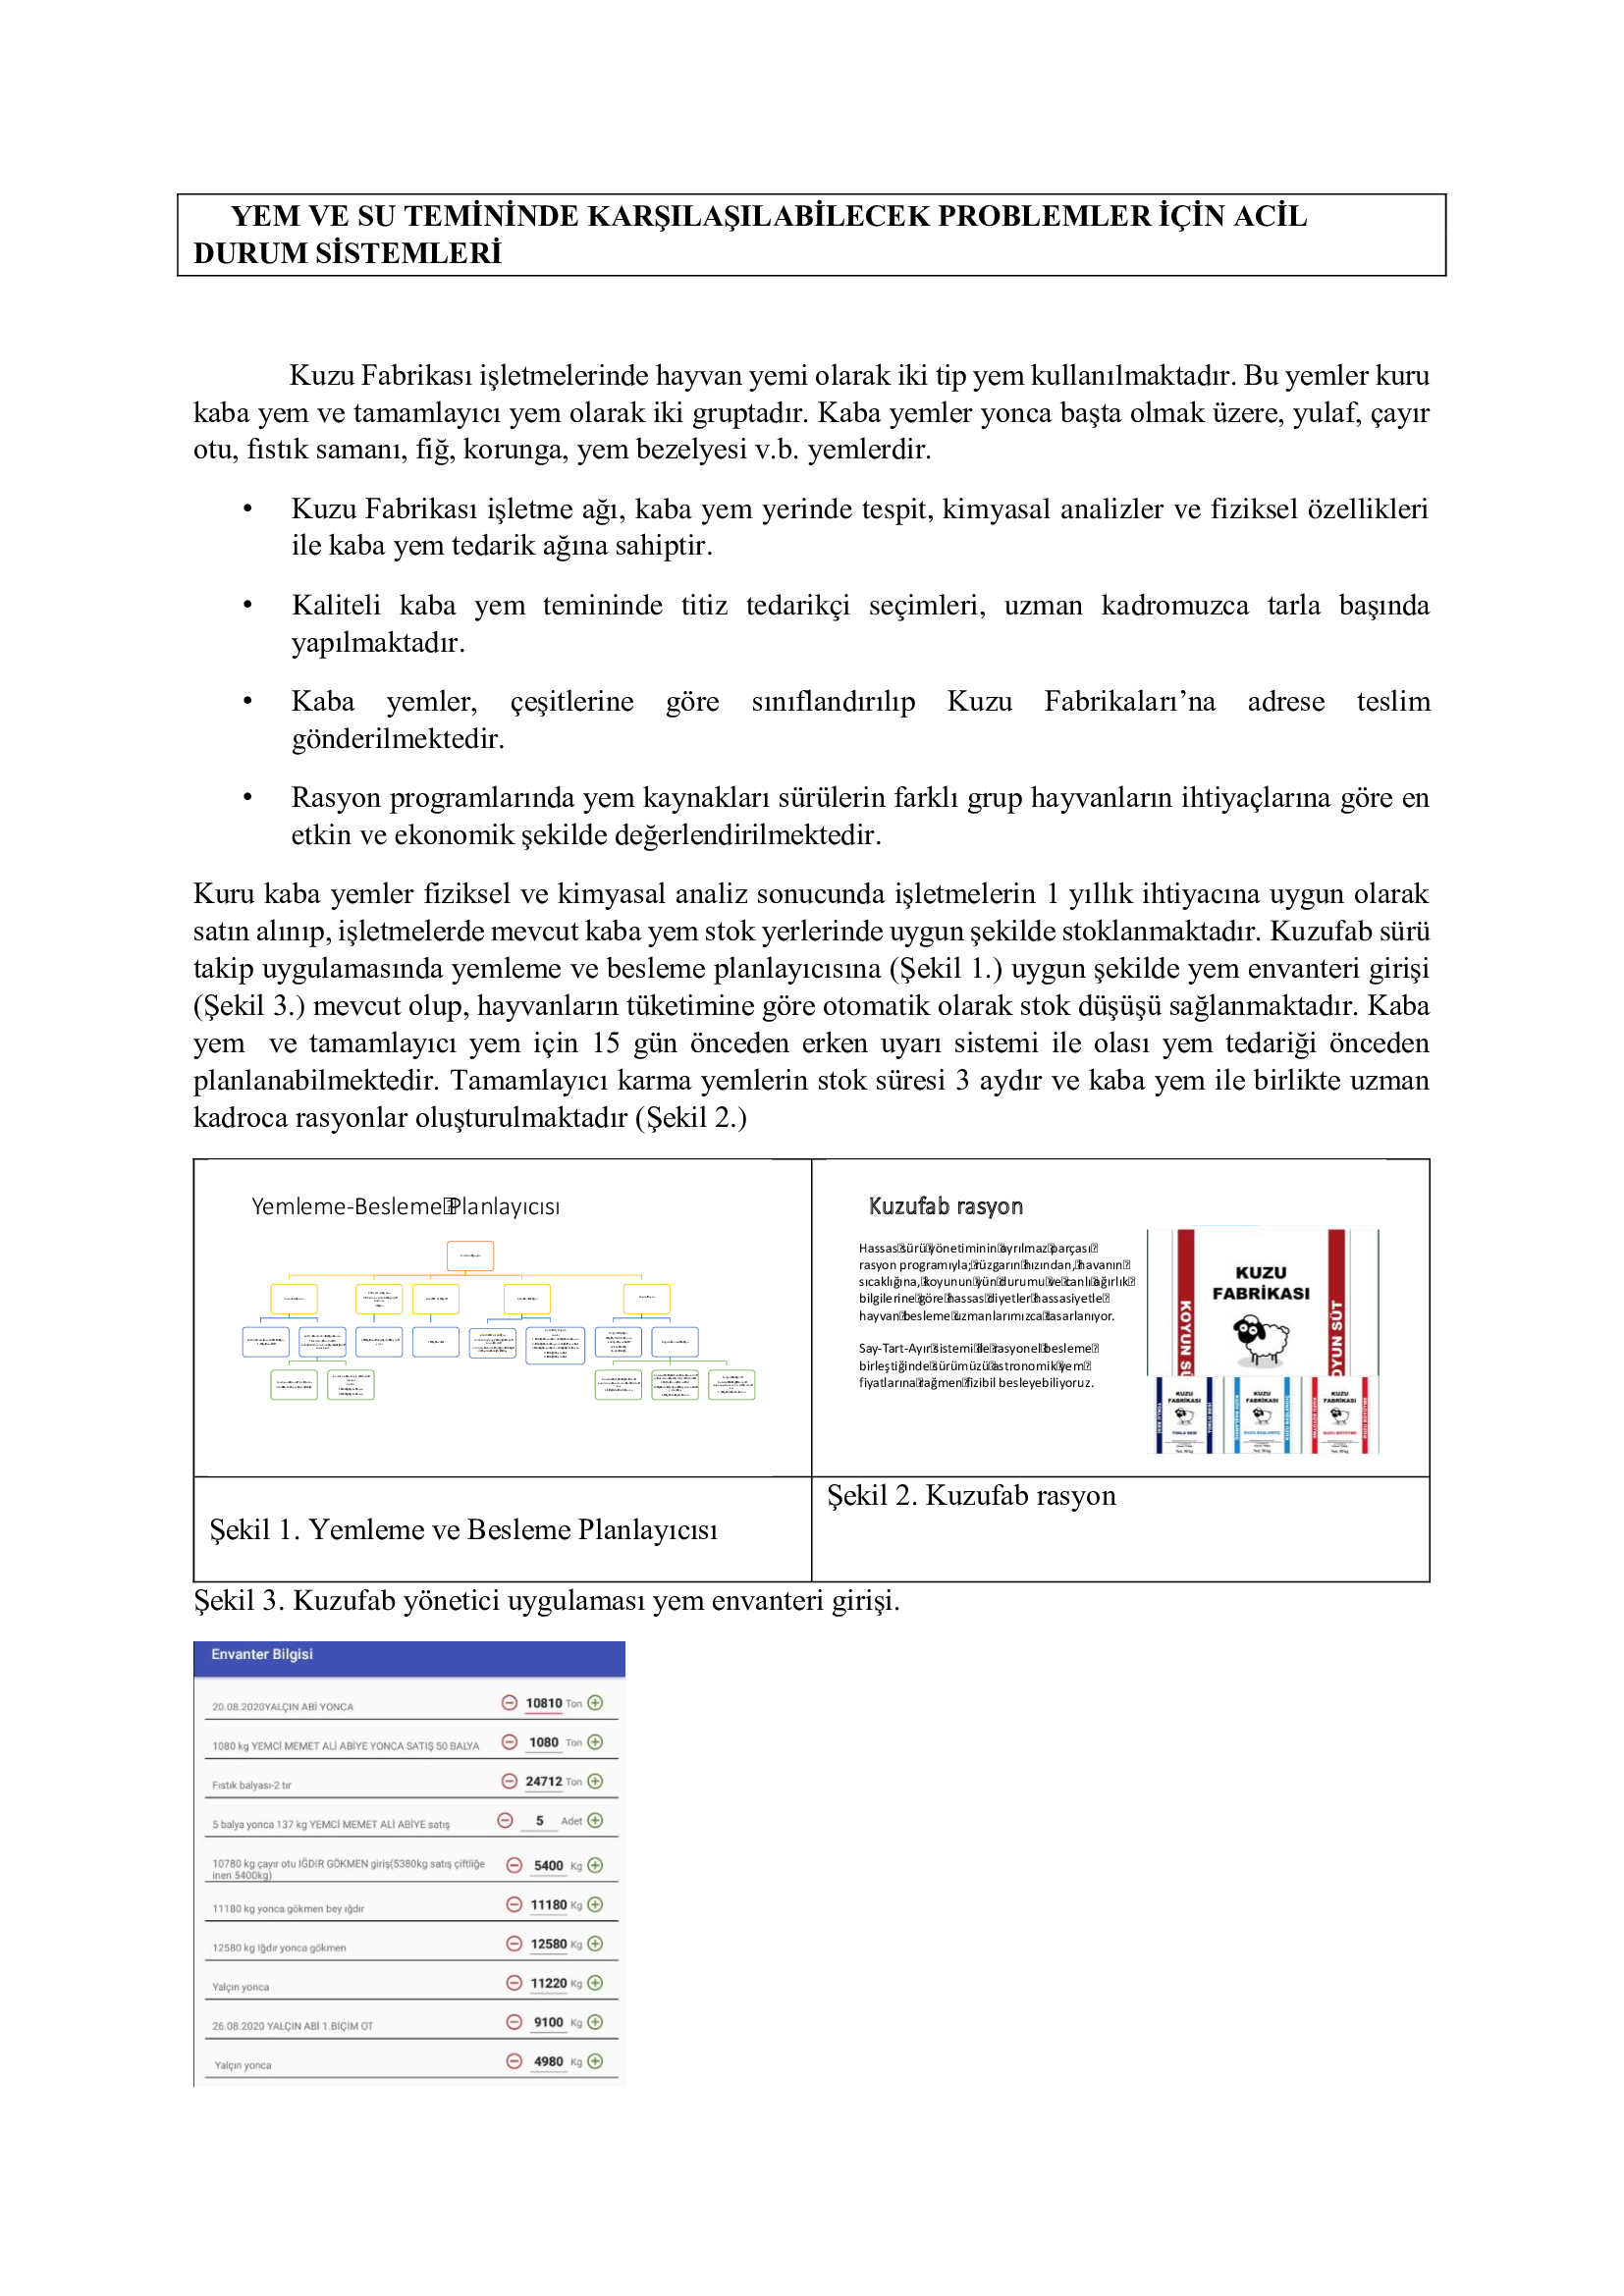 YEM VE SU TEMİNİNDE KARŞILAŞILABİLECEK PROBLEMLER İÇİN ACİL
DURUM SİSTEMLERİ
Kuzu Fabrikası işletmelerinde hayvan yemi olarak iki tip yem kullanılmaktadır. Bu yemler kuru
kaba yem ve tamamlayıcı yem olarak iki gruptadır. Kaba yemler yonca başta olmak üzere, yulaf, çayır
otu, fıstık samanı, fiğ, korunga, yem bezelyesi v.b. yemlerdir.
• Kuzu Fabrikası işletme ağı, kaba yem yerinde tespit, kimyasal analizler ve fiziksel özellikleri
ile kaba yem tedarik ağına sahiptir.
• Kaliteli kaba yem temininde titiz tedarikçi seçimleri, uzman kadromuzca tarla başında
yapılmaktadır.
• Kaba yemler, çeşitlerine göre sınıflandırılıp Kuzu Fabrikaları’na adrese teslim
gönderilmektedir.
• Rasyon programlarında yem kaynakları sürülerin farklı grup hayvanların ihtiyaçlarına göre en
etkin ve ekonomik şekilde değerlendirilmektedir.
Kuru kaba yemler fiziksel ve kimyasal analiz sonucunda işletmelerin 1 yıllık ihtiyacına uygun olarak
satın alınıp, işletmelerde mevcut kaba yem stok yerlerinde uygun şekilde stoklanmaktadır. Kuzufab sürü
takip uygulamasında yemleme ve besleme planlayıcısına (Şekil 1.) uygun şekilde yem envanteri girişi
(Şekil 3.) mevcut olup, hayvanların tüketimine göre otomatik olarak stok düşüşü sağlanmaktadır. Kaba
yem ve tamamlayıcı yem için 15 gün önceden erken uyarı sistemi ile olası yem tedariği önceden
planlanabilmektedir. Tamamlayıcı karma yemlerin stok süresi 3 aydır ve kaba yem ile birlikte uzman
kadroca rasyonlar oluşturulmaktadır (Şekil 2.)
Yemleme-Besleme Planlayıcısı
Kuzufab rasyon
Hassas sürü yönetiminin ayrılmaz parçası
rasyon programıyla; rüzgarın hızından, havanın
sıcaklığına, koyunun yün durumu ve canlı ağırlık
bilgilerine göre hassas diyetler hassasiyetle
hayvan besleme uzmanlarımızca tasarlanıyor.
Say-Tart-Ayır sistemi ile rasyonel besleme
birleştiğinde sürümüzü astronomik yem
fiyatlarına rağmen fizibil besleyebiliyoruz.
KUZU
FABRİKASI
KOYUN SÜ
OYUN SÜT
KUZU
FABRİKASI
KUZU
FABRİKASI
KUZU
FABRİKASI
Şekil 1. Yemleme ve Besleme Planlayıcısı
Şekil 2. Kuzufab rasyon
Şekil 3. Kuzufab yönetici uygulaması yem envanteri girişi.
Envanter Bilgisi
20.08.2020YALÇIN ABİ YONCA 10810 Ton
1080 kg YEMCİ MEMET ALİ ABİYE YONCA SATIŞ 50 BALYA 1080 Ton
Fıstık balyası-2 tır 24712 Ton
5 balya yonca 137 kg YEMCİ MEMET ALİ ABİYE satış 5 Adet
10780 kg çayır otu IĞDIR GÖKMEN giriş(5380kg satış çiftliğe
inen 5400kg) 5400 Kg
11180 kg yonca gökmen bey ığdır 11180 Kg
12580 kg Iğdır yonca gökmen 12580 Kg
Yalçın yonca 11220 Kg
26.08.2020 YALÇIN ABİ 1.BİÇİM OT 9100 Kg
Yalçın yonca 4980 Kg